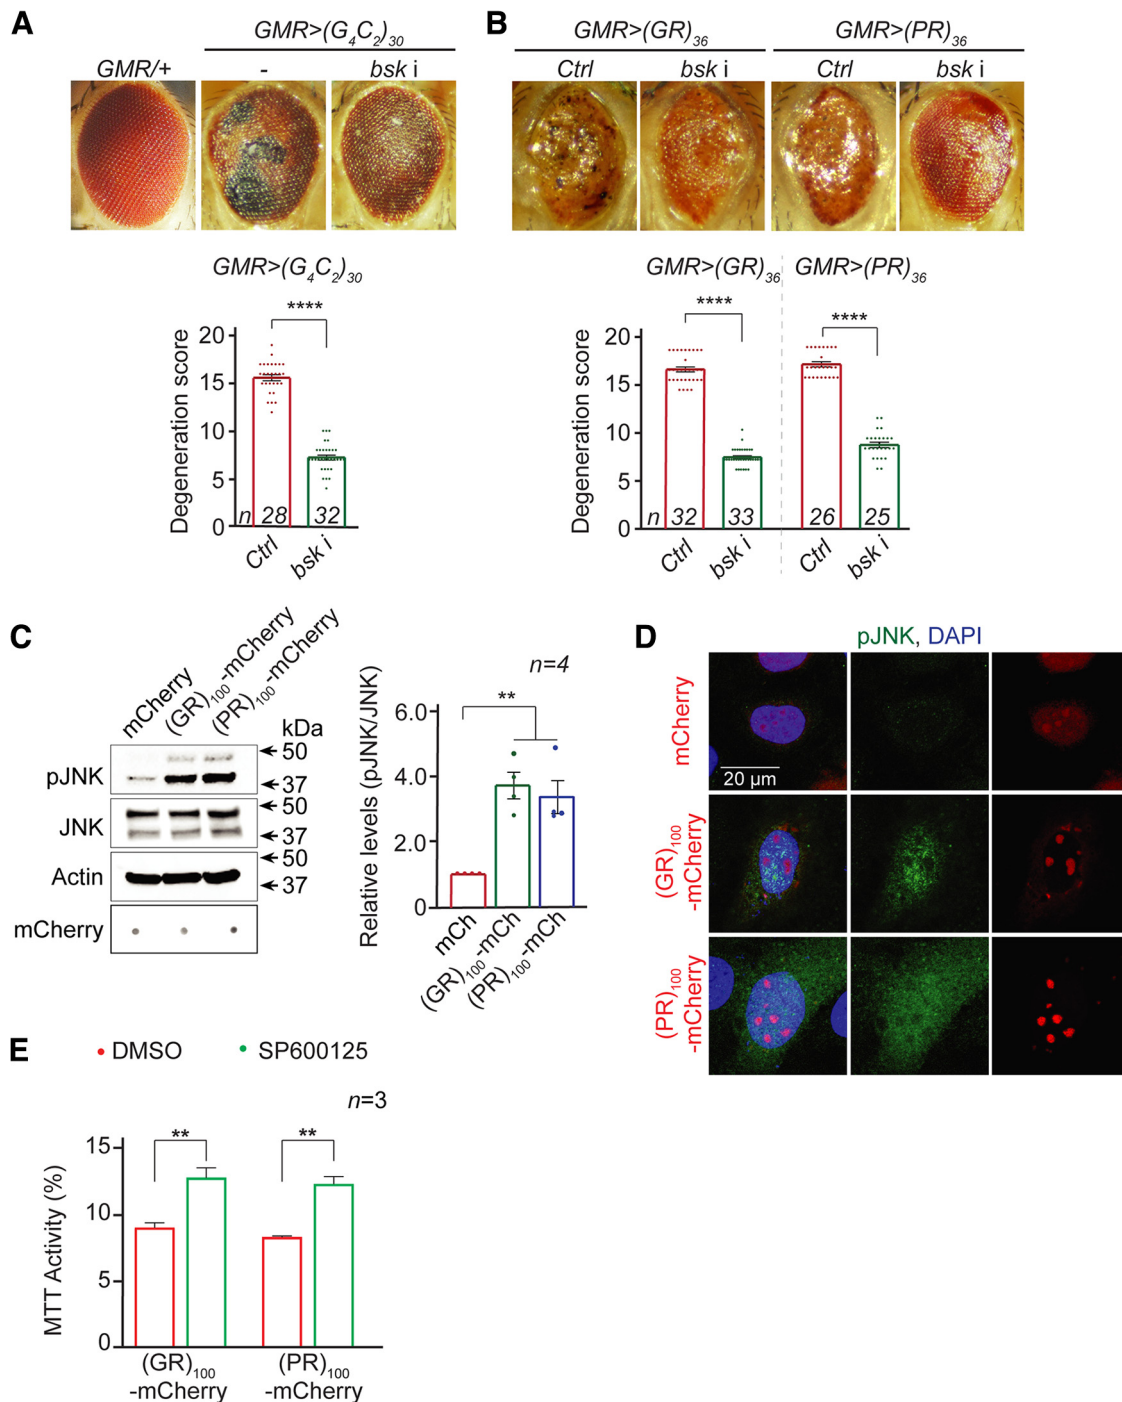 A
GMR>(G4C2)30
GMR/+ - bsk i
GMR>(G4C2)30
****
Degeneration score
20
15
10
5
0
n 28 32
Ctrl bsk i
B
GMR>(GR)36 GMR>(PR)36
Ctrl bsk i Ctrl bsk i
GMR>(GR)36 GMR>(PR)36
**** ****
Degeneration score
20
15
10
5
0
n 32 33 26 25
Ctrl bsk i Ctrl bsk i
C
mCherry
(GR)100-mCherry
(PR)100-mCherry
kDa
pJNK
50
37
JNK
50
37
Actin
50
37
mCherry
n=4
**
Relative levels (pJNK/JNK)
6.0
4.0
2.0
0
mCh
(GR)100-mCh
(PR)100-mCh
D
pJNK, DAPI
mCherry
20 µm
(GR)100
-mCherry
(PR)100
-mCherry
E
DMSO SP600125
n=3
** **
MTT Activity (%)
15
10
5
0
(GR)100 (PR)100
-mCherry -mCherry